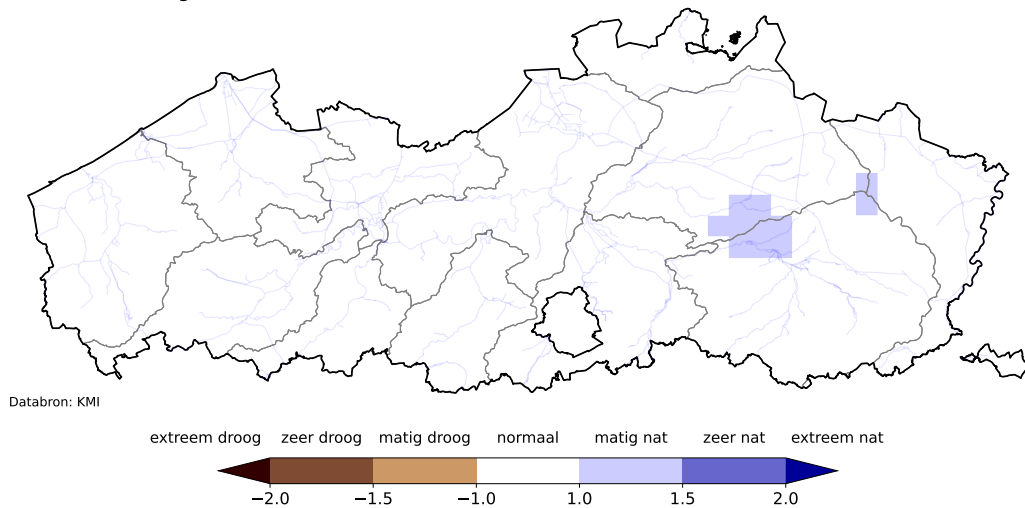 Databron: KMI
extreem droog zeer droog matig droog normaal matig nat zeer nat extreem nat
−2.0 −1.5 −1.0 1.0 1.5 2.0